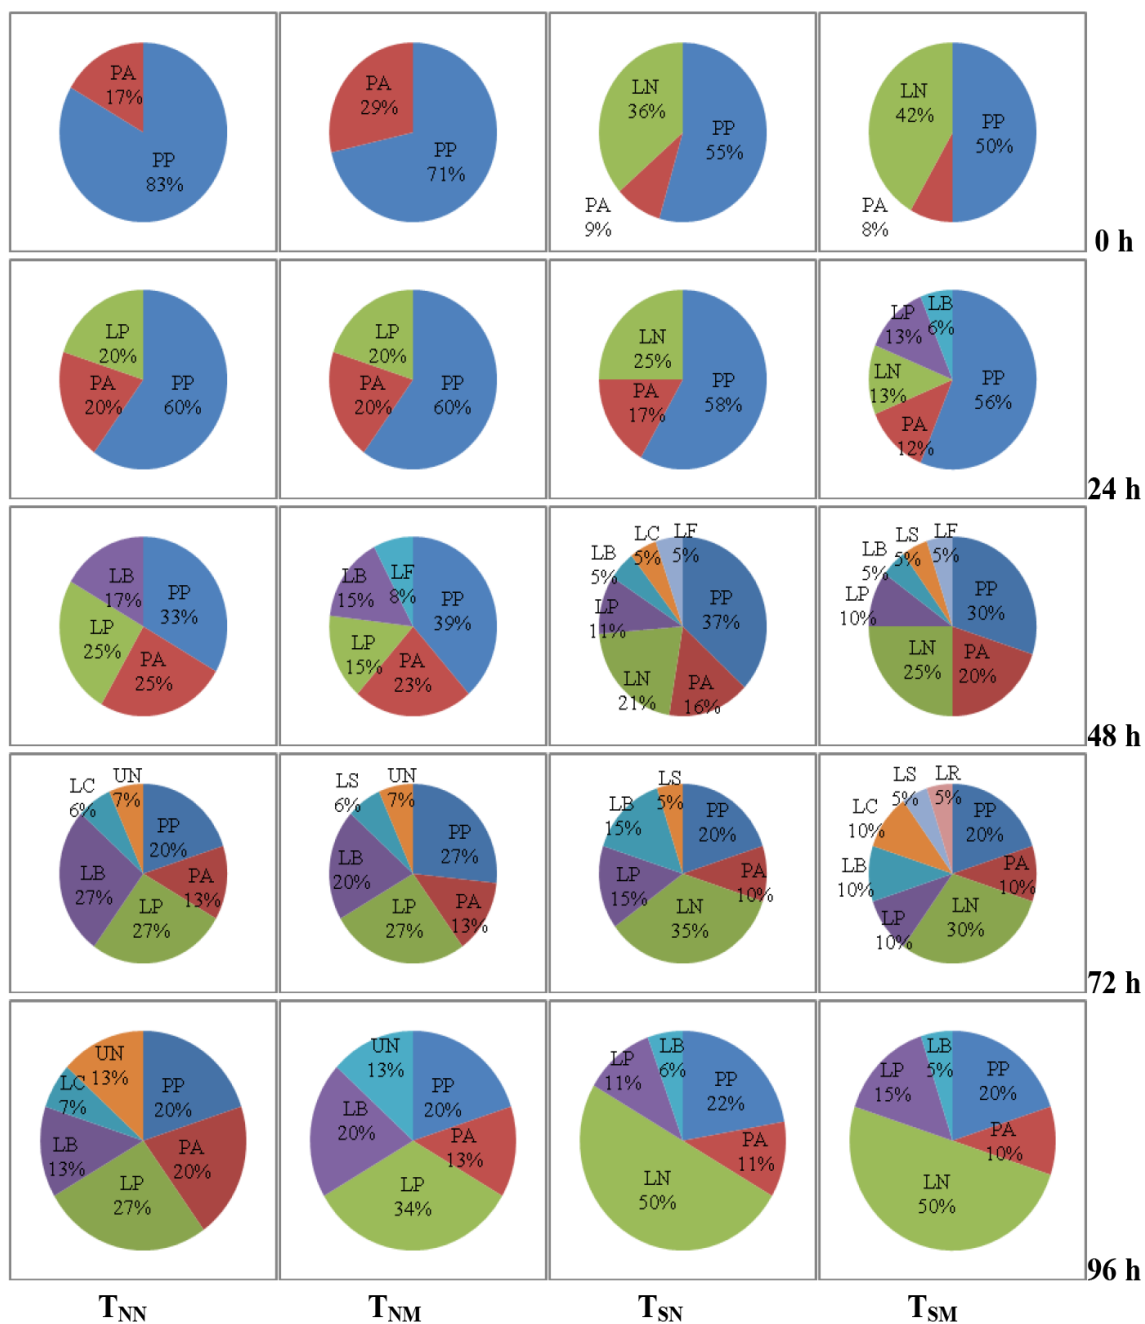 PA
17%
PP
83%
PA
29%
PP
71%
LN
36%
PP
55%
PA
9%
LN
42%
PP
50%
PA
8%
0 h
LP
20%
PA
20%
PP
60%
LP
20%
PA
20%
PP
60%
LN
25%
PA
17%
PP
58%
LB
6%
LP
13%
LN
13%
PA
12%
PP
56%
24 h
LB
17%
PP
33%
LP
25%
PA
25%
LF
8%
LB
15%
PP
39%
LP
15%
PA
23%
LC
5%
LF
5%
LB
5%
LP
11%
PP
37%
LN
21%
PA
16%
LS
5%
LF
5%
LB
5%
LP
10%
PP
30%
LN
25%
PA
20%
48 h
UN
7%
LC
6%
PP
20%
LB
27%
PA
13%
LP
27%
UN
7%
LS
6%
PP
27%
LB
20%
PA
13%
LP
27%
LS
5%
LB
15%
PP
20%
LP
15%
PA
10%
LN
35%
LS
5%
LR
5%
LC
10%
PP
20%
LB
10%
PA
10%
LP
10%
LN
30%
72 h
UN
13%
LC
7%
PP
20%
LB
13%
PA
20%
LP
27%
UN
13%
PP
20%
LB
20%
PA
13%
LP
34%
LB
6%
LP
11%
PP
22%
PA
11%
LN
50%
LB
5%
LP
15%
PP
20%
PA
10%
LN
50%
96 h
TNN TNM TSN TSM